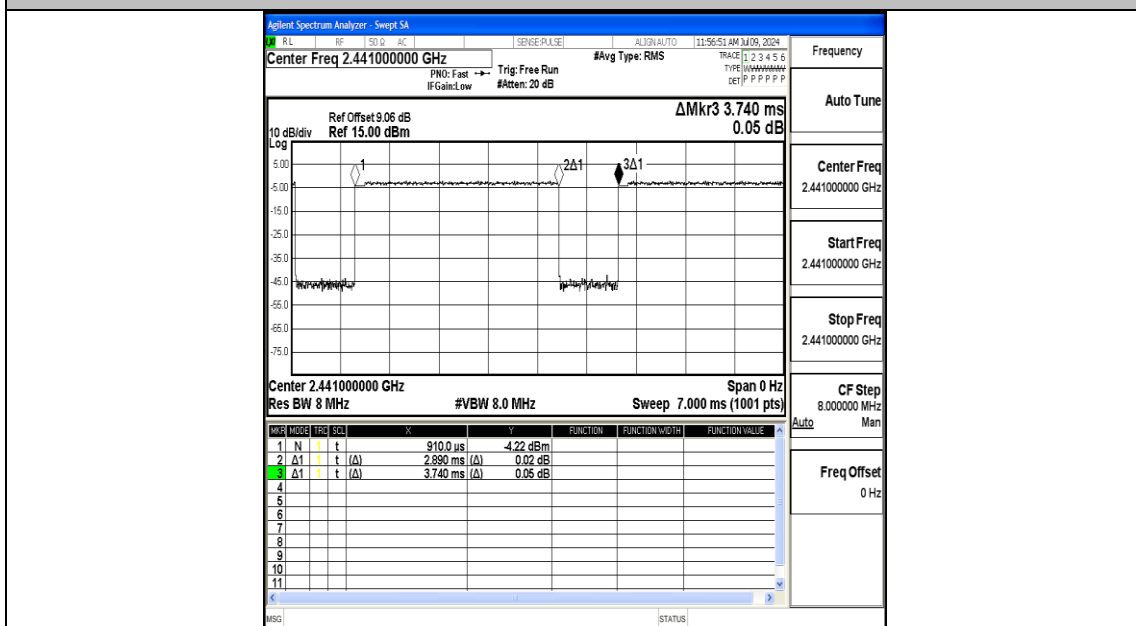 Agilent Spectrum Analyzer - Swept SA
LXI RL RF 50 Ω AC SENSE:PULSE ALIGN AUTO 11:56:51 AM Jul 09, 2024
Center Freq 2.441000000 GHz #Avg Type: RMS TRACE 1 2 3 4 5 6
PNO: Fast Trig: Free Run TYPE WWWWWW
IFGain:Low #Atten: 20 dB DET P P P P P P
ΔMkr3 3.740 ms
0.05 dB
Ref Offset 9.06 dB
10 dB/div Ref 15.00 dBm
Log
1 2Δ1 3Δ1
5.00
-5.00
-15.0
-25.0
-35.0
-45.0
-55.0
-65.0
-75.0
Center 2.441000000 GHz Span 0 Hz
Res BW 8 MHz #VBW 8.0 MHz Sweep 7.000 ms (1001 pts)
MKR MODE TRC SCL X Y FUNCTION FUNCTION WIDTH FUNCTION VALUE
1 N 1 t 910.0 us -4.22 dBm
2 Δ1 1 t (Δ) 2.890 ms (Δ) 0.02 dB
3 Δ1 1 t (Δ) 3.740 ms (Δ) 0.05 dB
4
5
6
7
8
9
10
11
MSG STATUS
Frequency
Auto Tune
Center Freq
2.441000000 GHz
Start Freq
2.441000000 GHz
Stop Freq
2.441000000 GHz
CF Step
8.000000 MHz
Auto Man
Freq Offset
0 Hz